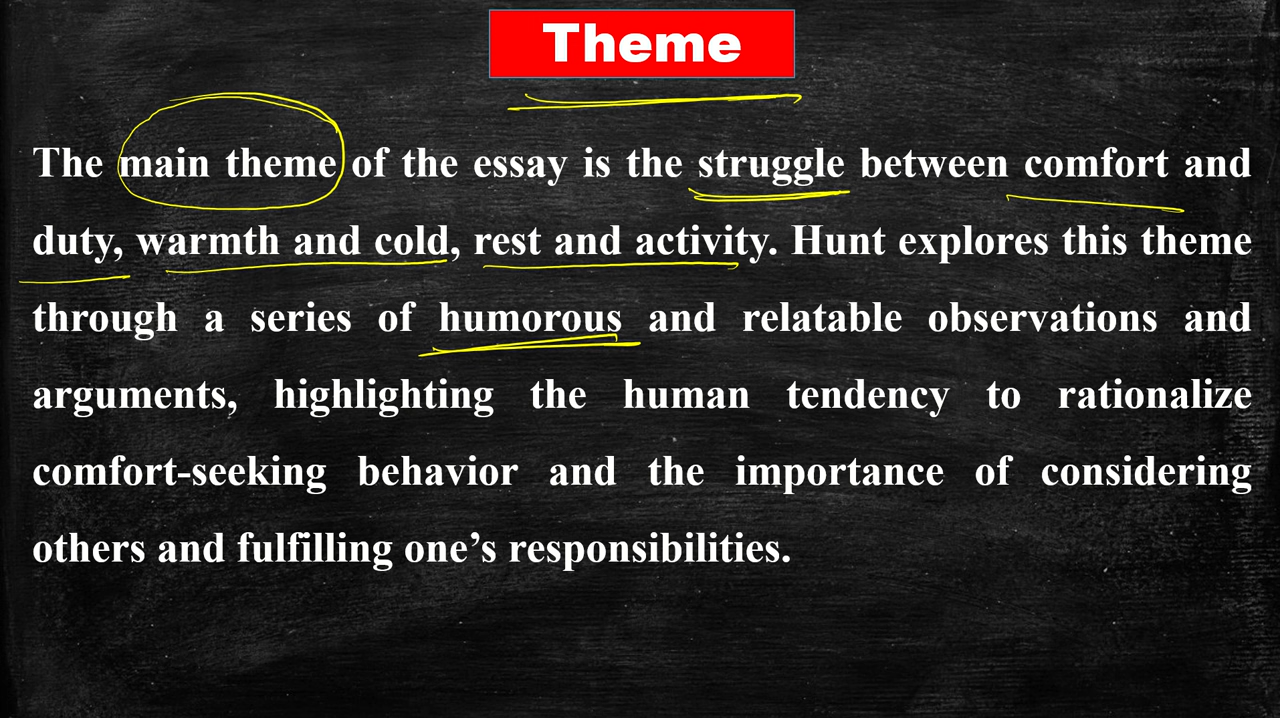 Theme
The main theme of the essay is the struggle between comfort and
duty, warmth and cold, rest and activity. Hunt explores this theme
through a series of humorous and relatable observations and
arguments, highlighting the human tendency to rationalize
comfort-seeking behavior and the importance of considering
others and fulfilling one’s responsibilities.